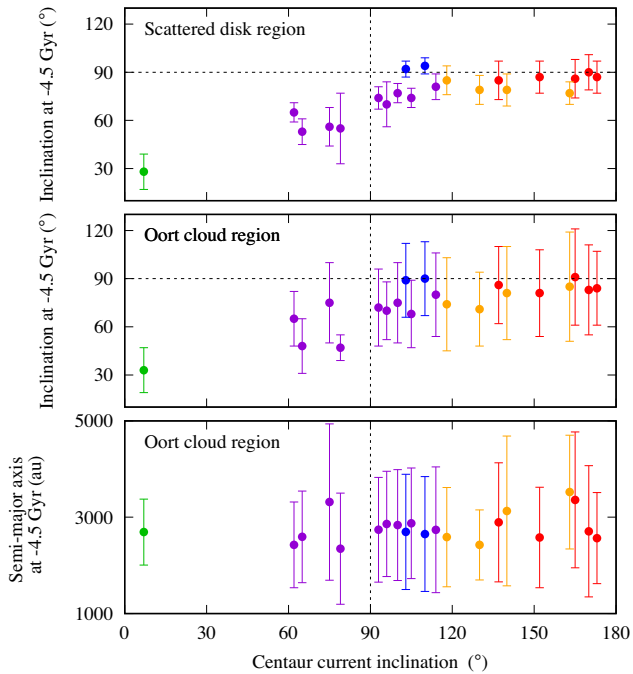 Inclination at -4.5 Gyr (°)
120
90
60
30
Scattered disk region
Inclination at -4.5 Gyr (°)
120
90
60
30
Oort cloud region
Semi-major axis
at -4.5 Gyr (au)
5000
3000
1000
Oort cloud region
0 30 60 90 120 150 180
Centaur current inclination (°)